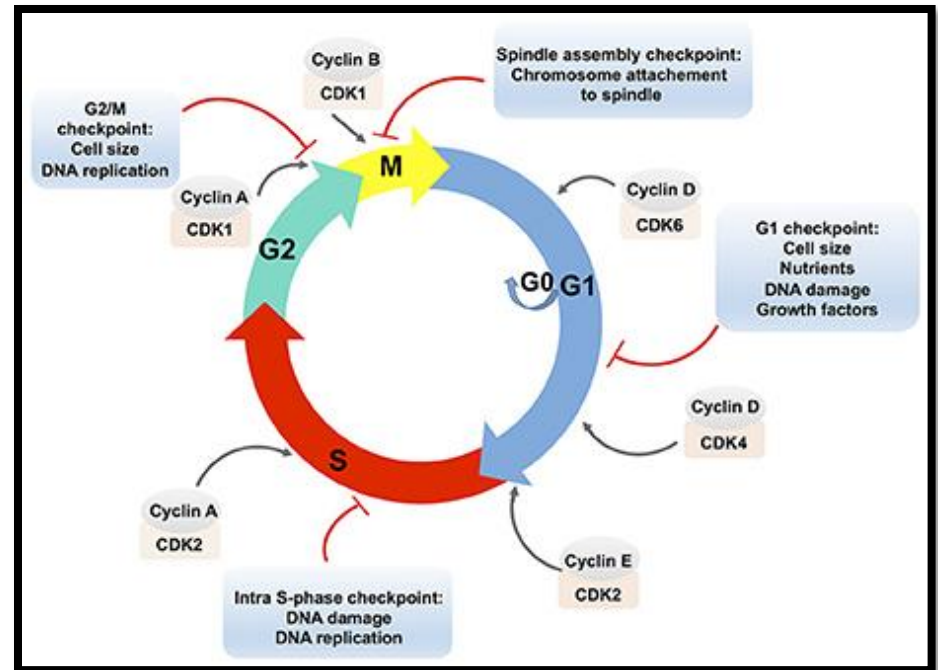 Cyclin B
CDK1
Spindle assembly checkpoint:
Chromosome attachement
to spindle
G2/M
checkpoint:
Cell size
DNA replication
M
Cyclin A
CDK1
Cyclin D
CDK6
G1 checkpoint:
Cell size
Nutrients
DNA damage
Growth factors
G2
G0
G1
Cyclin D
CDK4
S
Cyclin A
CDK2
Cyclin E
CDK2
Intra S-phase checkpoint:
DNA damage
DNA replication